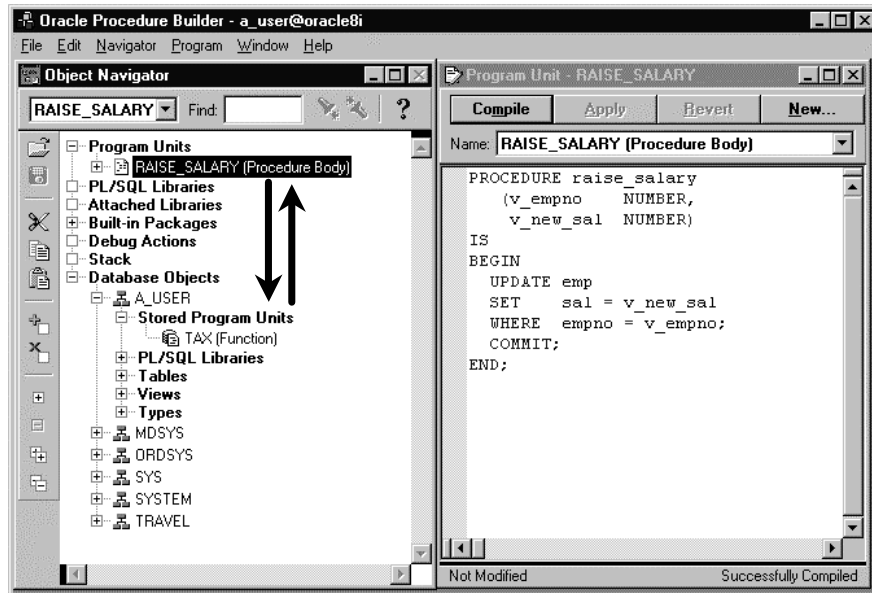 Oracle Procedure Builder - a_user@oracle8i
File Edit Navigator Program Window Help
Object Navigator
RAISE_SALARY Find: ?
Program Units
RAISE_SALARY (Procedure Body)
PL/SQL Libraries
Attached Libraries
Built-in Packages
Debug Actions
Stack
Database Objects
A_USER
Stored Program Units
TAX (Function)
PL/SQL Libraries
Tables
Views
Types
MDSYS
ORDSYS
SYS
SYSTEM
TRAVEL
Program Unit - RAISE_SALARY
Compile Apply Revert New...
Name: RAISE_SALARY (Procedure Body)
PROCEDURE raise_salary
(v_empno NUMBER,
v_new_sal NUMBER)
IS
BEGIN
UPDATE emp
SET sal = v_new_sal
WHERE empno = v_empno;
COMMIT;
END;
Not Modified Successfully Compiled